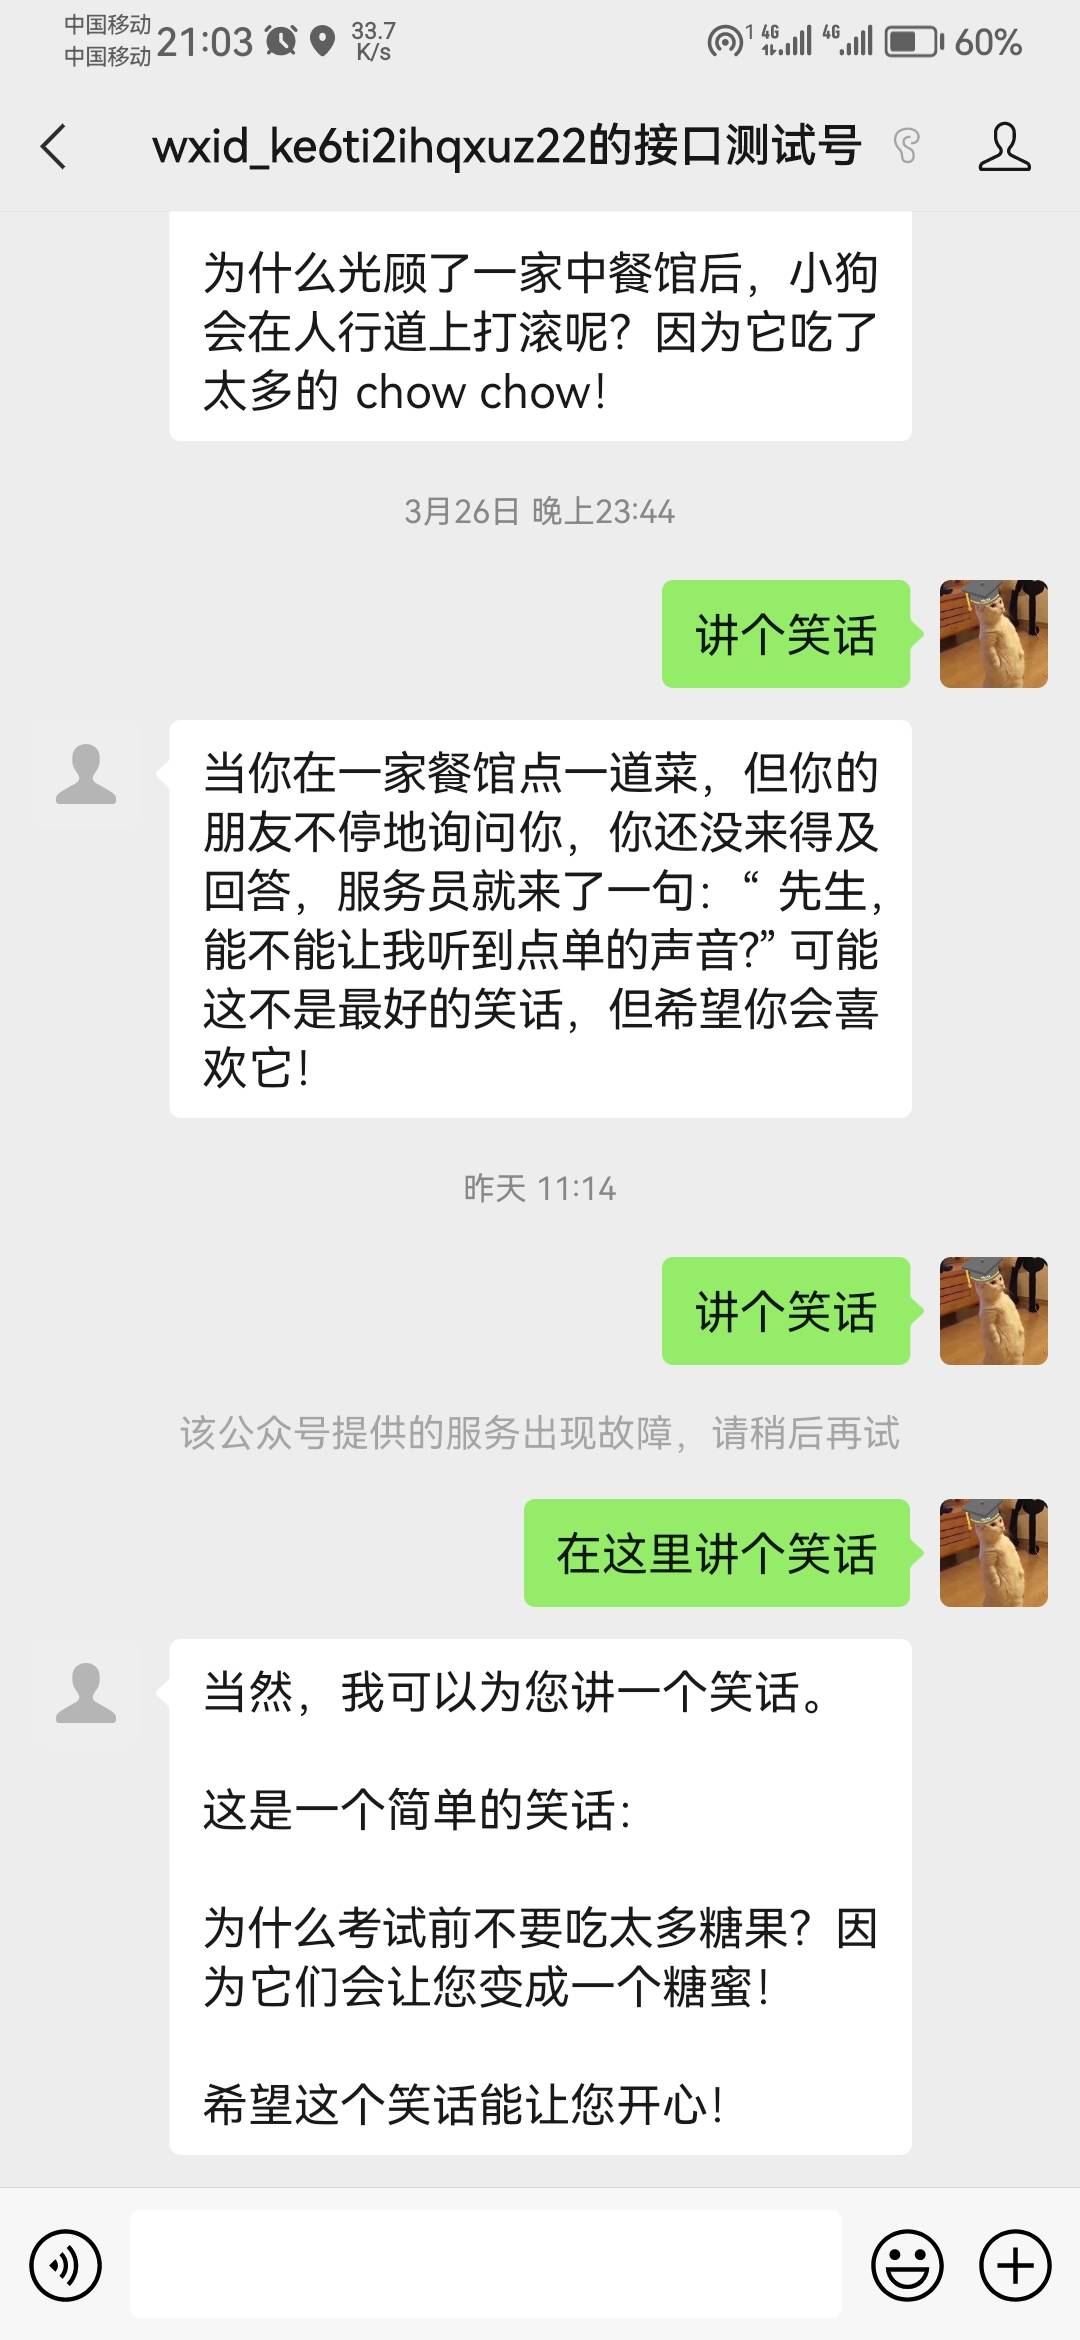 中国移动
中国移动
21:03
33.7
K/s
1 4G 4G 60%
wxid_ke6ti2ihqxuz22的接口测试号
为什么光顾了一家中餐馆后，小狗
会在人行道上打滚呢？因为它吃了
太多的 chow chow！
3月26日 晚上23:44
讲个笑话
当你在一家餐馆点一道菜，但你的
朋友不停地询问你，你还没来得及
回答，服务员就来了一句：“ 先生，
能不能让我听到点单的声音?” 可能
这不是最好的笑话，但希望你会喜
欢它！
昨天 11:14
讲个笑话
该公众号提供的服务出现故障，请稍后再试
在这里讲个笑话
当然，我可以为您讲一个笑话。
这是一个简单的笑话：
为什么考试前不要吃太多糖果？因
为它们会让您变成一个糖蜜！
希望这个笑话能让您开心！